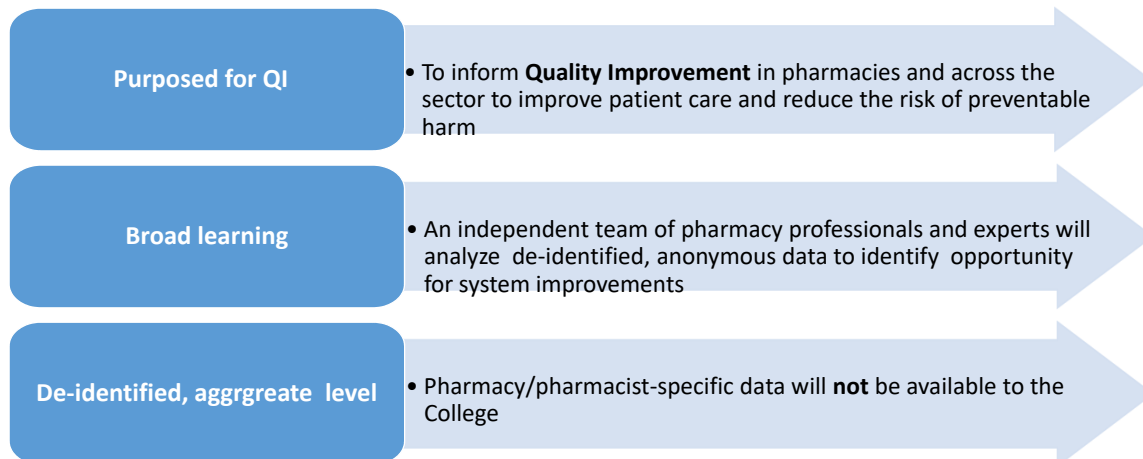 Purposed for QI
• To inform Quality Improvement in pharmacies and across the
sector to improve patient care and reduce the risk of preventable
harm
Broad learning
• An independent team of pharmacy professionals and experts will
analyze  de-identified, anonymous data to identify  opportunity
for system improvements
De-identified, aggrgreate  level
• Pharmacy/pharmacist-specific data will not be available to the
College